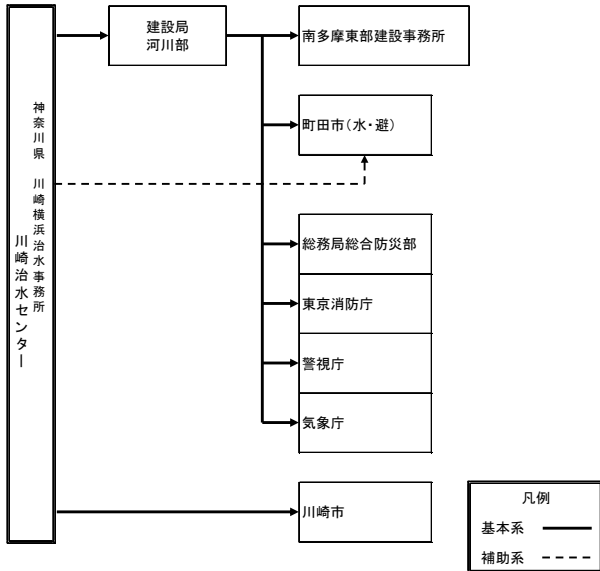 神奈川県 川崎横浜治水事務所
川崎治水センター
建設局
河川部
南多摩東部建設事務所
町田市（水・避）
総務局総合防災部
東京消防庁
警視庁
気象庁
川崎市
凡例
基本系
補助系